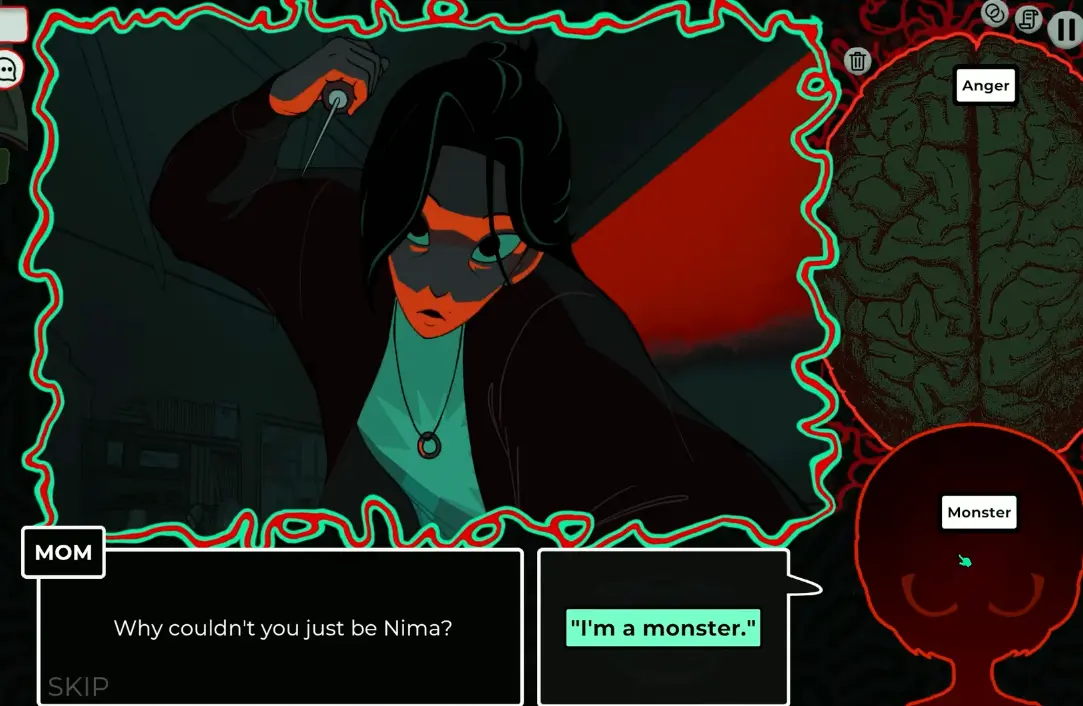 Anger
Monster
MOM
Why couldn't you just be Nima?
"I'm a monster."
SKIP